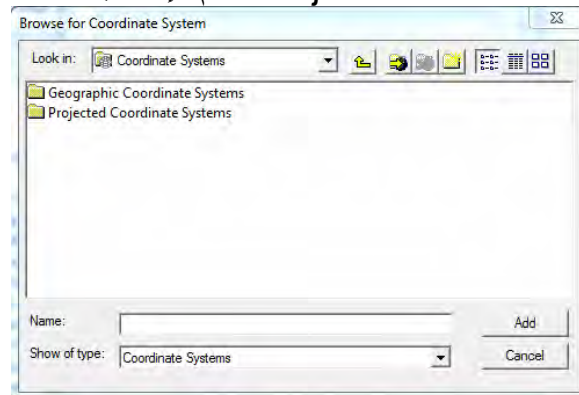 Browse for Coordinate System
Look in: Coordinate Systems
Geographic Coordinate Systems
Projected Coordinate Systems
Name:
Add
Show of type: Coordinate Systems
Cancel